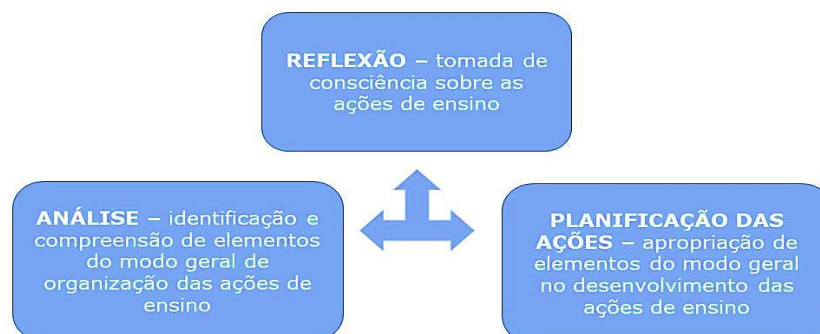 REFLEXÃO – tomada de
consciência sobre as
ações de ensino
ANÁLISE – identificação e
compreensão de elementos
do modo geral de
organização das ações de
ensino
PLANIFICAÇÃO DAS
AÇÕES – apropriação de
elementos do modo geral
no desenvolvimento das
ações de ensino